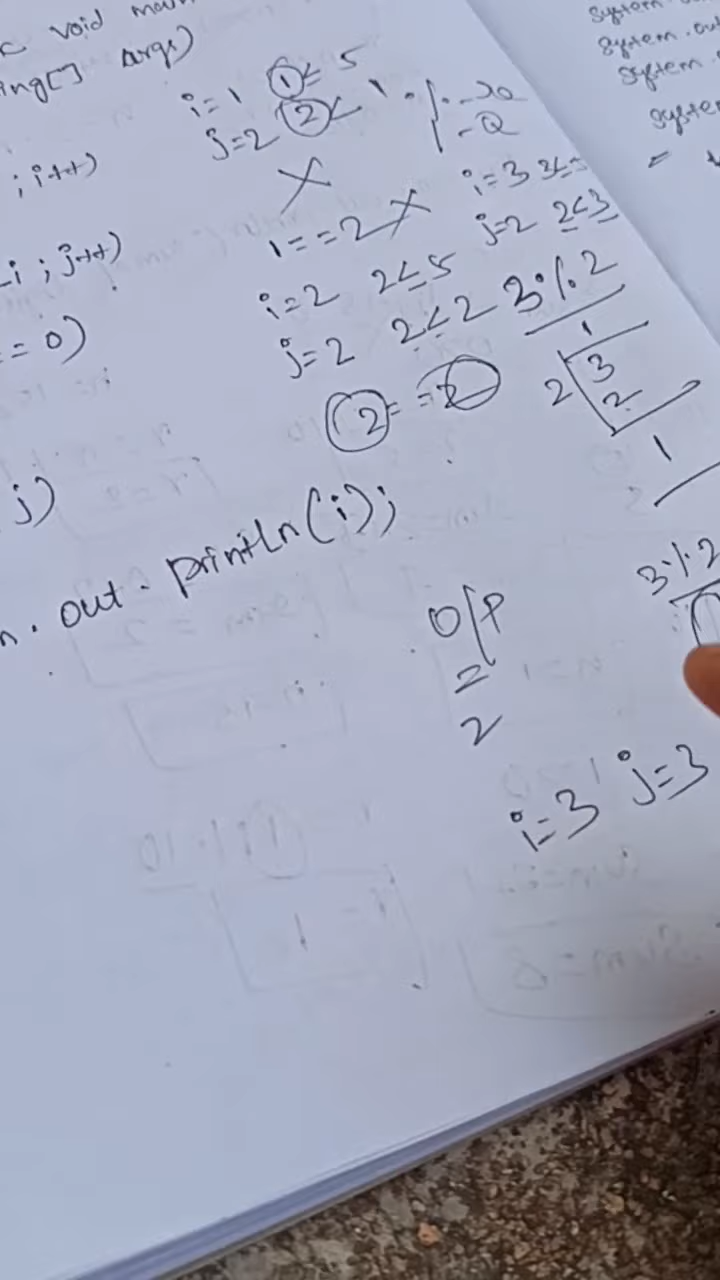 c void main
ing[] args)
; i++)
i ; j++)
= = 0)
j)
n. out. println(i);
i=1 1 ≤ 5
j=2 2 ≤ 1
X
1 = = 2 X
i=2 2 ≤ 5
j=2 2 ≤ 2
2 = = 2
- Q
i=3 3≤5
j=2 2≤3
3 % 2
1
2 3
2
1
O/P
2
2
3 % 2
i=3 j=3
System.
System.out
System.
System
=